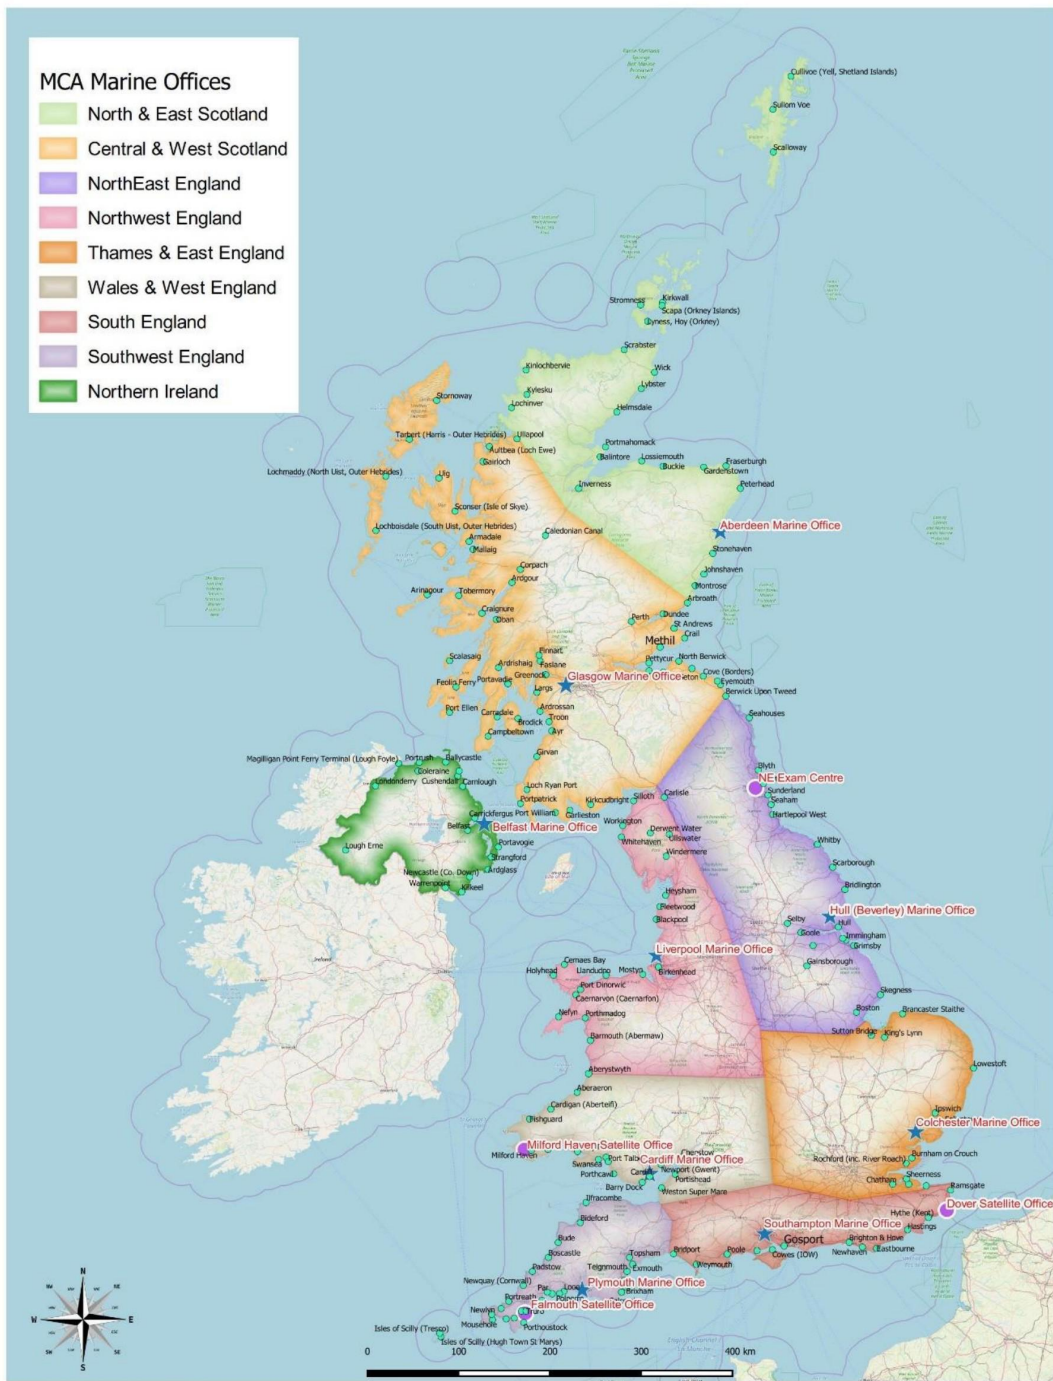 MCA Marine Offices
North & East Scotland
Central & West Scotland
NorthEast England
Northwest England
Thames & East England
Wales & West England
South England
Southwest England
Northern Ireland
Cullivoe (Yell, Shetland Islands)
Sullom Voe
Scalloway
Stromness
Kirkwall
Scapa (Orkney Islands)
Lyness, Hoy (Orkney)
Scrabster
Kinlochbervie
Wick
Kylesku
Lybster
Stornoway
Lochinver
Helmsdale
Tarbert (Harris - Outer Hebrides)
Ullapool
Aultbea (Loch Ewe)
Portmahomack
Gairloch
Balintore
Lossiemouth
Buckie
Fraserburgh
Gardenstown
Lochmaddy (North Uist, Outer Hebrides)
Uig
Inverness
Peterhead
Sconser (Isle of Skye)
Lochboisdale (South Uist, Outer Hebrides)
Aberdeen Marine Office
Caledonian Canal
Armadale
Mallaig
Stonehaven
Corpach
Ardgour
Johnshaven
Montrose
Arinagour
Tobermory
Arbroath
Craignure
Oban
Perth
Dundee
St Andrews
Crail
Methil
Finnart
Pettycur
North Berwick
Scalasaig
Ardrishaig
Faslane
Greenock
Portavadie
Glasgow Marine Office
Cove (Borders)
Eyemouth
Feolin Ferry
Largs
Berwick Upon Tweed
Port Ellen
Carradale
Ardrossan
Brodick
Troon
Seahouses
Campbeltown
Ayr
Girvan
Magilligan Point Ferry Terminal (Lough Foyle)
Portrush
Ballycastle
Coleraine
Londonderry
Cushendall
Carnlough
Blyth
NE Exam Centre
Loch Ryan Port
Sunderland
Silloth
Carlisle
Seaham
Portpatrick
Kirkcudbright
Carrickfergus
Port William
Garlieston
Hartlepool West
Belfast
Belfast Marine Office
Workington
Derwent Water
Ullswater
Whitehaven
Whitby
Lough Erne
Portavogie
Strangford
Windermere
Scarborough
Newcastle (Co. Down)
Ardglass
Warrenpoint
Kilkeel
Bridlington
Heysham
Fleetwood
Blackpool
Hull (Beverley) Marine Office
Selby
Hull
Goole
Immingham
Grimsby
Liverpool Marine Office
Cemaes Bay
Holyhead
Llandudno
Mostyn
Birkenhead
Gainsborough
Port Dinorwic
Caernarvon (Caernarfon)
Skegness
Nefyn
Porthmadog
Boston
Brancaster Staithe
Barmouth (Abermaw)
Sutton Bridge
King's Lynn
Lowestoft
Aberystwyth
Aberaeron
Cardigan (Aberteifi)
Fishguard
Ipswich
Colchester Marine Office
Milford Haven Satellite Office
Milford Haven
Chepstow
Swansea
Cardiff Marine Office
Burnham on Crouch
Rochford (inc. River Roach)
Porthcawl
Newport (Gwent)
Portishead
Barry Dock
Weston Super Mare
Chatham
Sheerness
Ramsgate
Ilfracombe
Dover Satellite Office
Bideford
Hythe (Kent)
Southampton Marine Office
Hastings
Bude
Gosport
Brighton & Hove
Boscastle
Topsham
Bridport
Poole
Cowes (IOW)
Newhaven
Eastbourne
Padstow
Teignmouth
Exmouth
Weymouth
Newquay (Cornwall)
Plymouth Marine Office
Brixham
Portreath
Par
Looe
Newlyn
Falmouth Satellite Office
Truro
Mousehole
Porthoustock
Isles of Scilly (Tresco)
Isles of Scilly (Hugh Town St Marys)
N
W
E
S
0
100
200
300
400 km